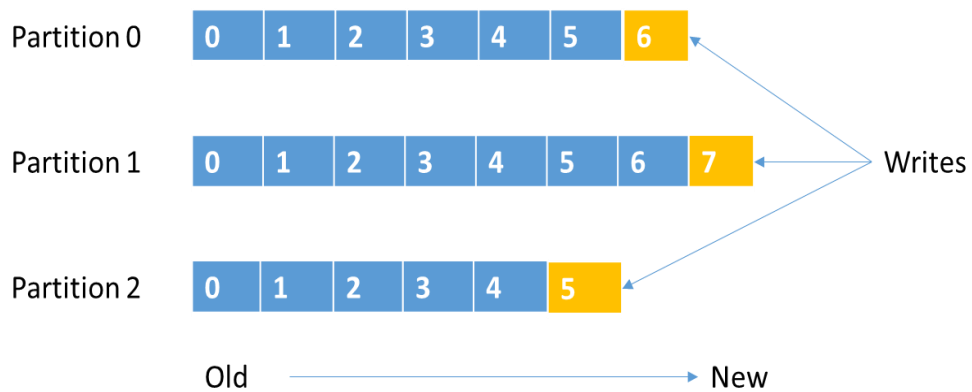 Partition 0 0 1 2 3 4 5 6
Partition 1 0 1 2 3 4 5 6 7 Writes
Partition 2 0 1 2 3 4 5
Old New